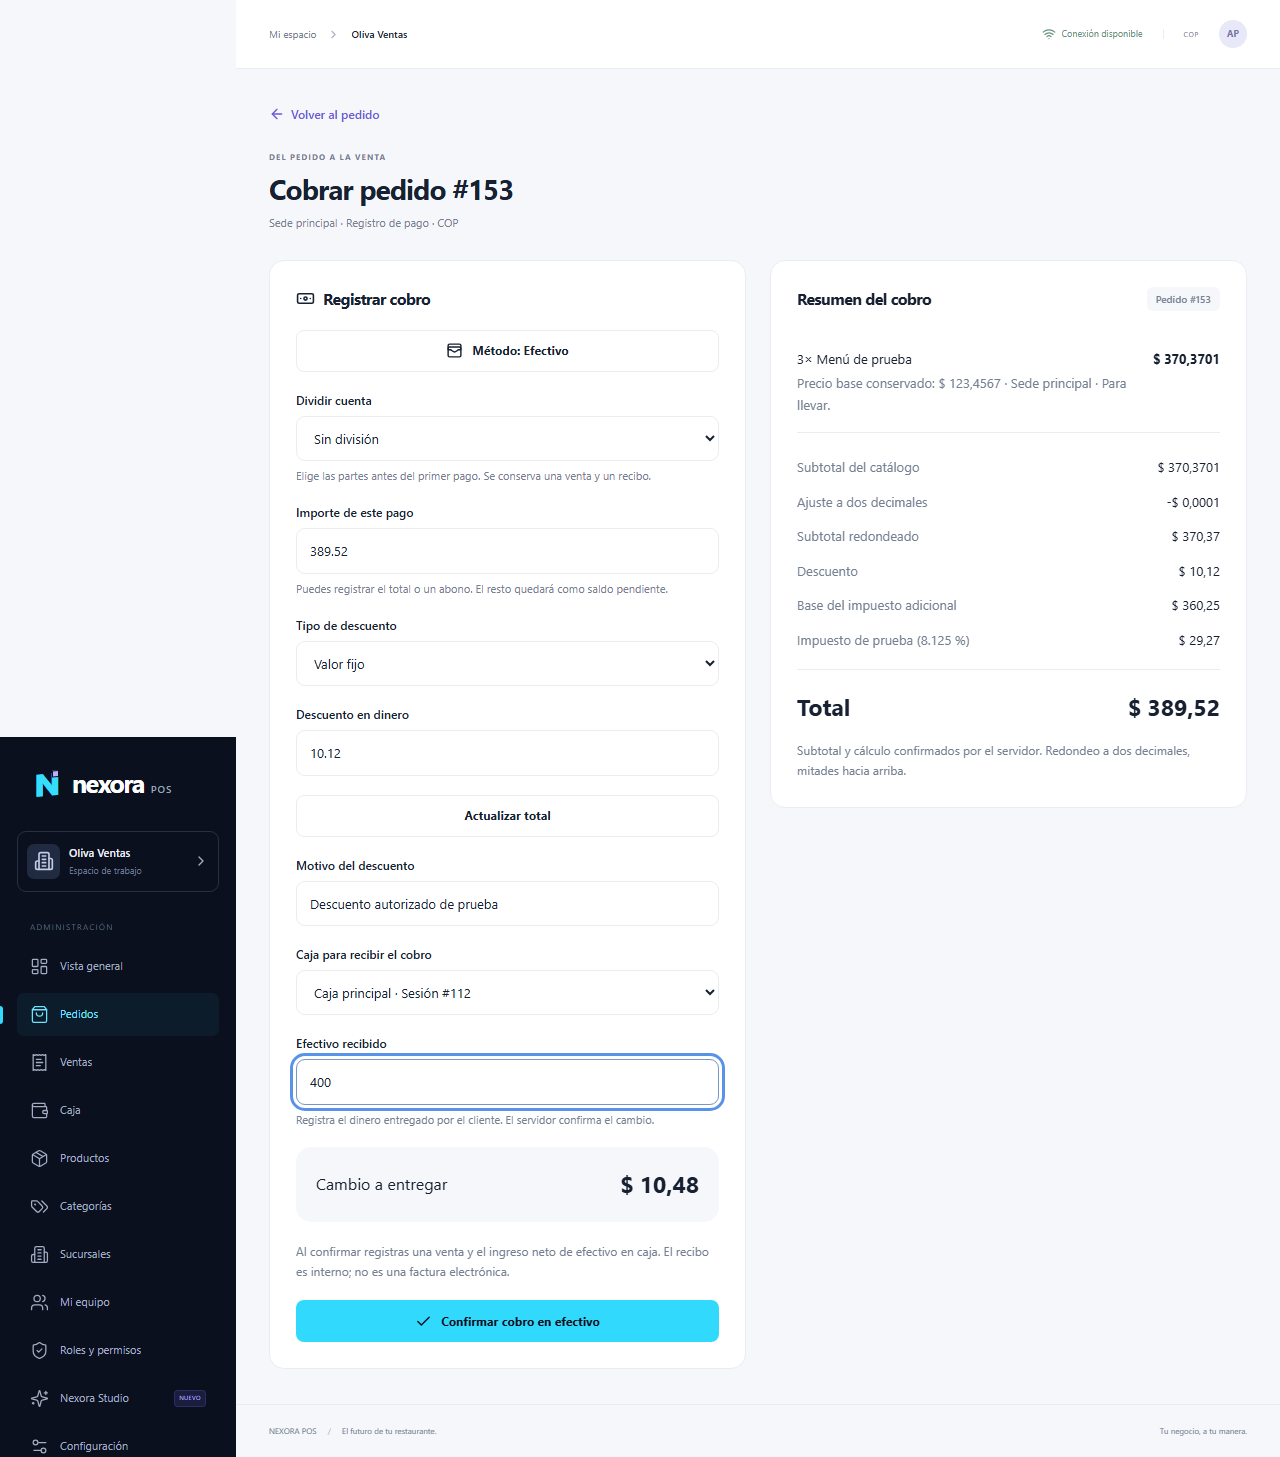 Mi espacio
Oliva Ventas
Conexión disponible
COP
AP
Volver al pedido
DEL PEDIDO A LA VENTA
Cobrar pedido #153
Sede principal · Registro de pago · COP
Registrar cobro
Método: Efectivo
Dividir cuenta
Sin división
Elige las partes antes del primer pago. Se conserva una venta y un recibo.
Importe de este pago
389.52
Puedes registrar el total o un abono. El resto quedará como saldo pendiente.
Tipo de descuento
Valor fijo
Descuento en dinero
10.12
Actualizar total
Motivo del descuento
Descuento autorizado de prueba
Caja para recibir el cobro
Caja principal · Sesión #112
Efectivo recibido
400
Registra el dinero entregado por el cliente. El servidor confirma el cambio.
Cambio a entregar $ 10,48
Al confirmar registras una venta y el ingreso neto de efectivo en caja. El recibo
es interno; no es una factura electrónica.
Confirmar cobro en efectivo
Resumen del cobro
Pedido #153
3× Menú de prueba $ 370,3701
Precio base conservado: $ 123,4567 · Sede principal · Para
llevar.
Subtotal del catálogo $ 370,3701
Ajuste a dos decimales -$ 0,0001
Subtotal redondeado $ 370,37
Descuento $ 10,12
Base del impuesto adicional $ 360,25
Impuesto de prueba (8.125 %) $ 29,27
Total $ 389,52
Subtotal y cálculo confirmados por el servidor. Redondeo a dos decimales,
mitades hacia arriba.
nexora POS
Oliva Ventas
Espacio de trabajo
ADMINISTRACIÓN
Vista general
Pedidos
Ventas
Caja
Productos
Categorías
Sucursales
Mi equipo
Roles y permisos
Nexora Studio NUEVO
Configuración
NEXORA POS / El futuro de tu restaurante.
Tu negocio, a tu manera.